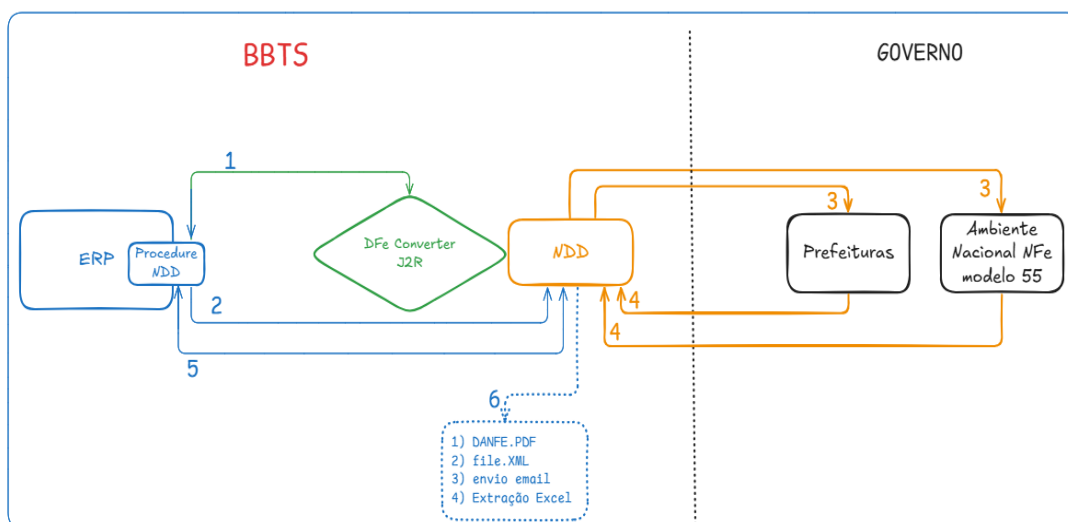 BBTS
GOVERNO
1
3
3
ERP
Procedure
NDD
DFe Converter
J2R
NDD
Prefeituras
Ambiente
Nacional NFe
modelo 55
2
4
4
5
6
1) DANFE.PDF
2) file.XML
3) envio email
4) Extração Excel